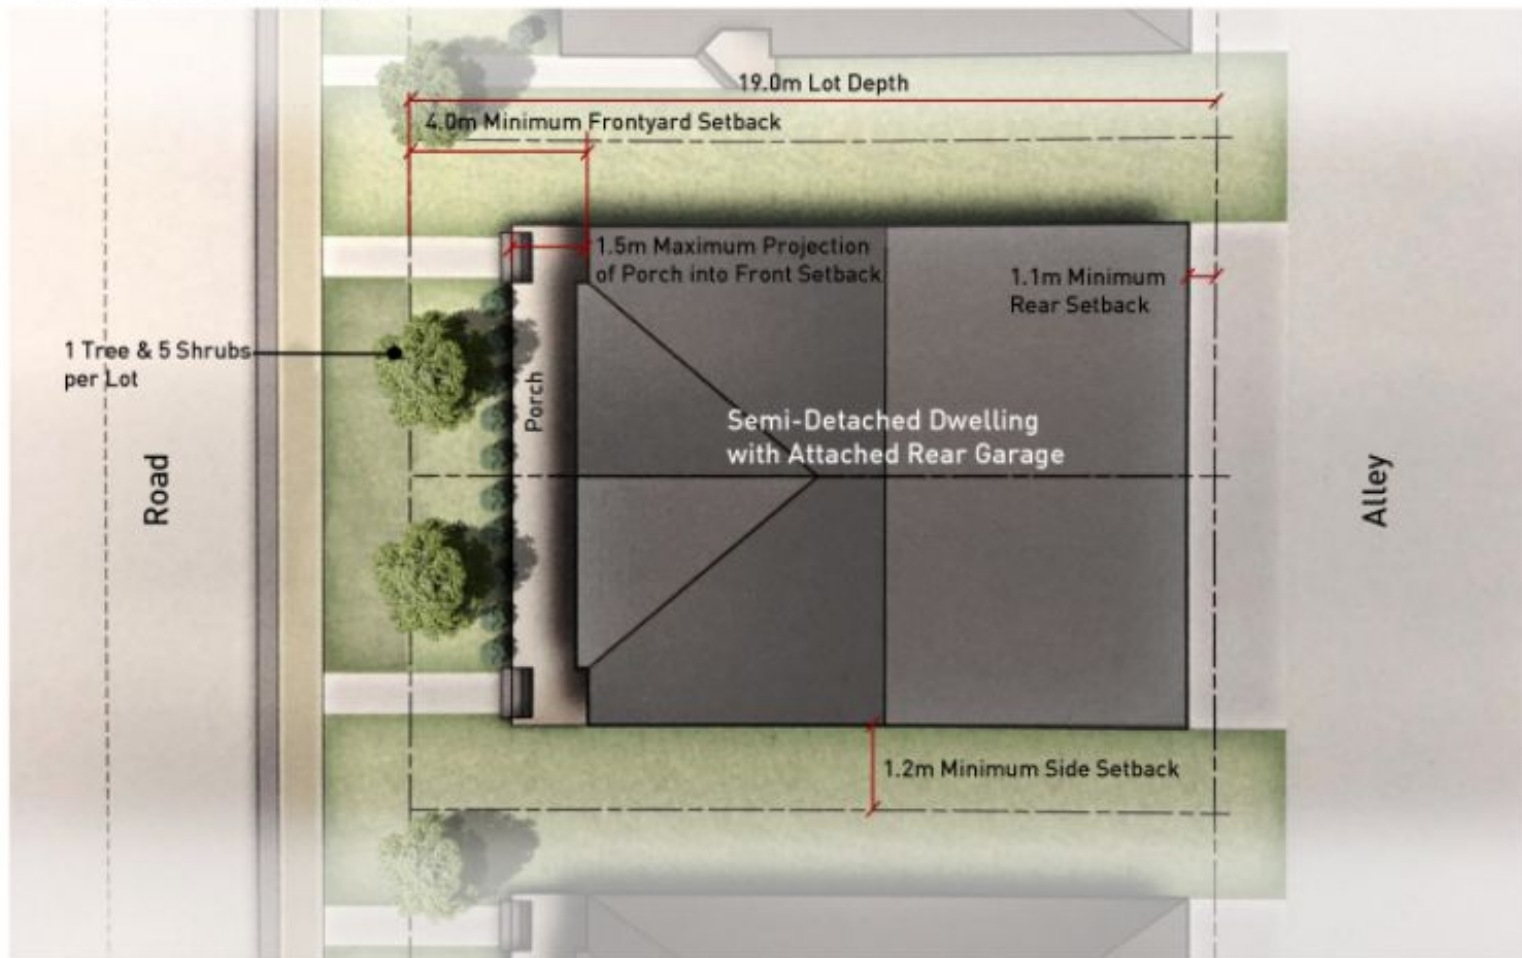 19.0m Lot Depth
4.0m Minimum Frontyard Setback
1.5m Maximum Projection
of Porch into Front Setback
1.1m Minimum
Rear Setback
1 Tree & 5 Shrubs
per Lot
Porch
Semi-Detached Dwelling
with Attached Rear Garage
Road
Alley
1.2m Minimum Side Setback